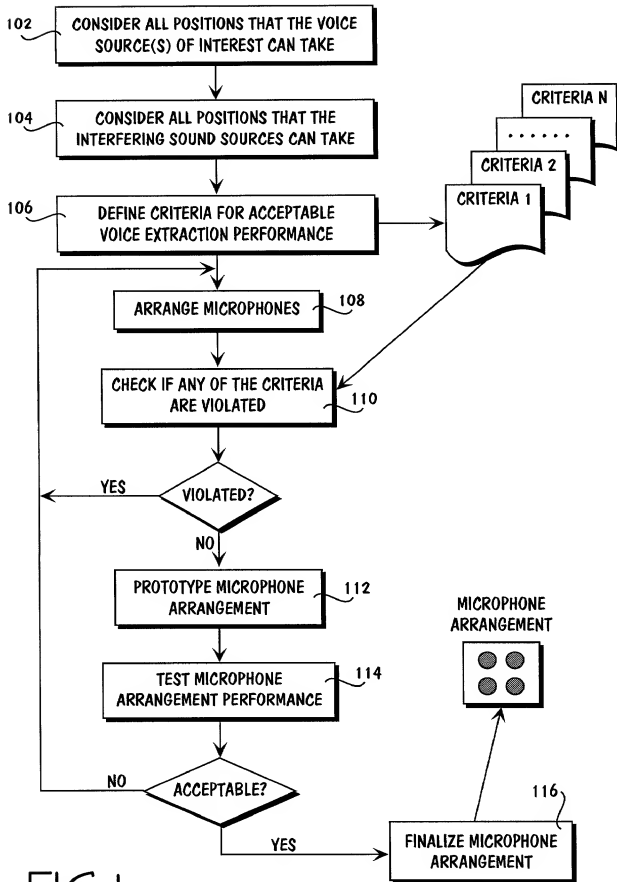 102
CONSIDER ALL POSITIONS THAT THE VOICE
SOURCE(S) OF INTEREST CAN TAKE
104
CONSIDER ALL POSITIONS THAT THE
INTERFERING SOUND SOURCES CAN TAKE
106
DEFINE CRITERIA FOR ACCEPTABLE
VOICE EXTRACTION PERFORMANCE
CRITERIA N
. . . . . .
CRITERIA 2
CRITERIA 1
ARRANGE MICROPHONES
108
CHECK IF ANY OF THE CRITERIA
ARE VIOLATED
110
VIOLATED?
YES
NO
PROTOTYPE MICROPHONE
ARRANGEMENT
112
TEST MICROPHONE
ARRANGEMENT PERFORMANCE
114
ACCEPTABLE?
NO
YES
MICROPHONE
ARRANGEMENT
116
FINALIZE MICROPHONE
ARRANGEMENT